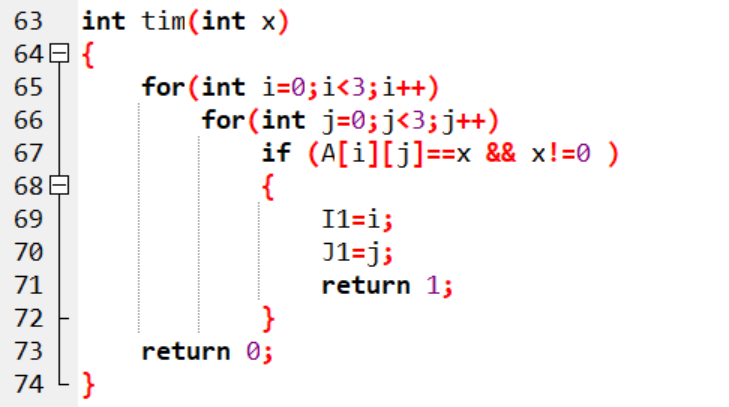 63 int tim(int x)
64 {
65 for(int i=0;i<3;i++)
66 for(int j=0;j<3;j++)
67 if (A[i][j]==x && x!=0 )
68 {
69 I1=i;
70 J1=j;
71 return 1;
72 }
73 return 0;
74 }